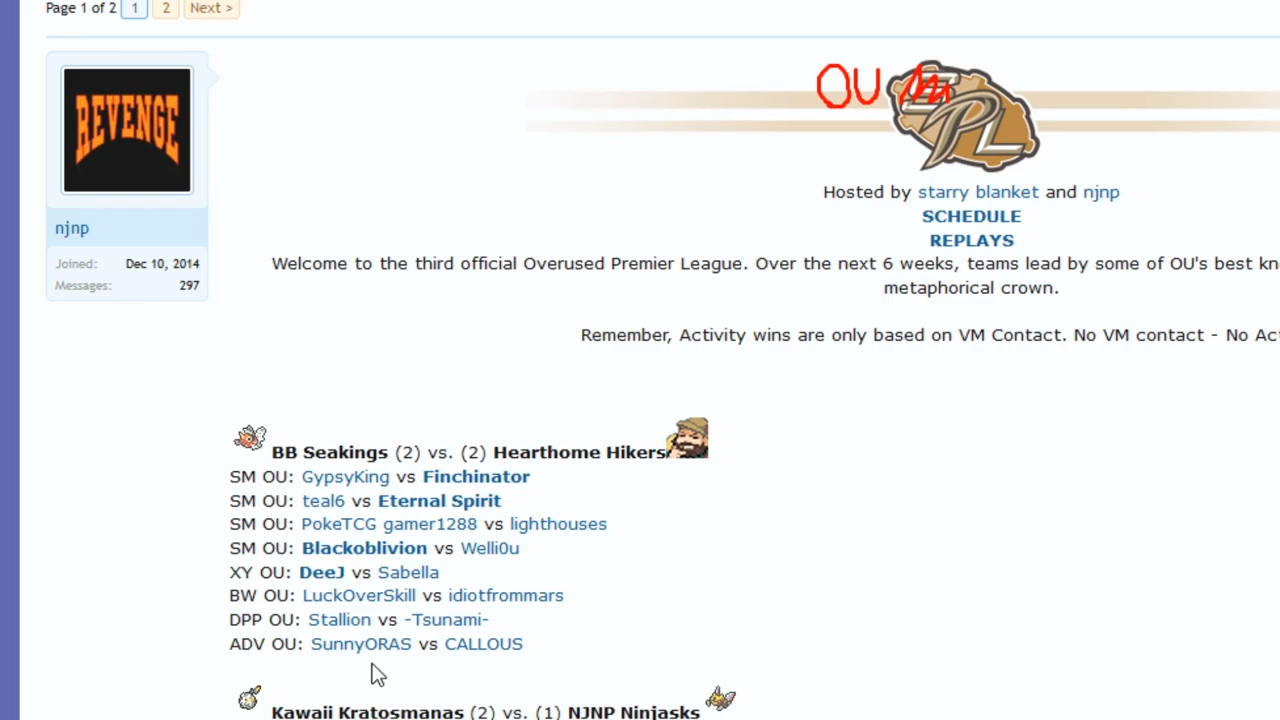 Page 1 of 2 1 2 Next >
REVENGE
OU
PL
njnp
Joined: Dec 10, 2014
Messages: 297
Hosted by starry blanket and njnp
SCHEDULE
REPLAYS
Welcome to the third official Overused Premier League. Over the next 6 weeks, teams lead by some of OU's best kn
metaphorical crown.
Remember, Activity wins are only based on VM Contact. No VM contact - No Act
BB Seakings (2) vs. (2) Hearthome Hikers
SM OU: GypsyKing vs Finchinator
SM OU: teal6 vs Eternal Spirit
SM OU: PokeTCG gamer1288 vs lighthouses
SM OU: Blackoblivion vs Welli0u
XY OU: DeeJ vs Sabella
BW OU: LuckOverSkill vs idiotfrommars
DPP OU: Stallion vs -Tsunami-
ADV OU: SunnyORAS vs CALLOUS
Kawaii Kratosmanas (2) vs. (1) NJNP Ninjasks